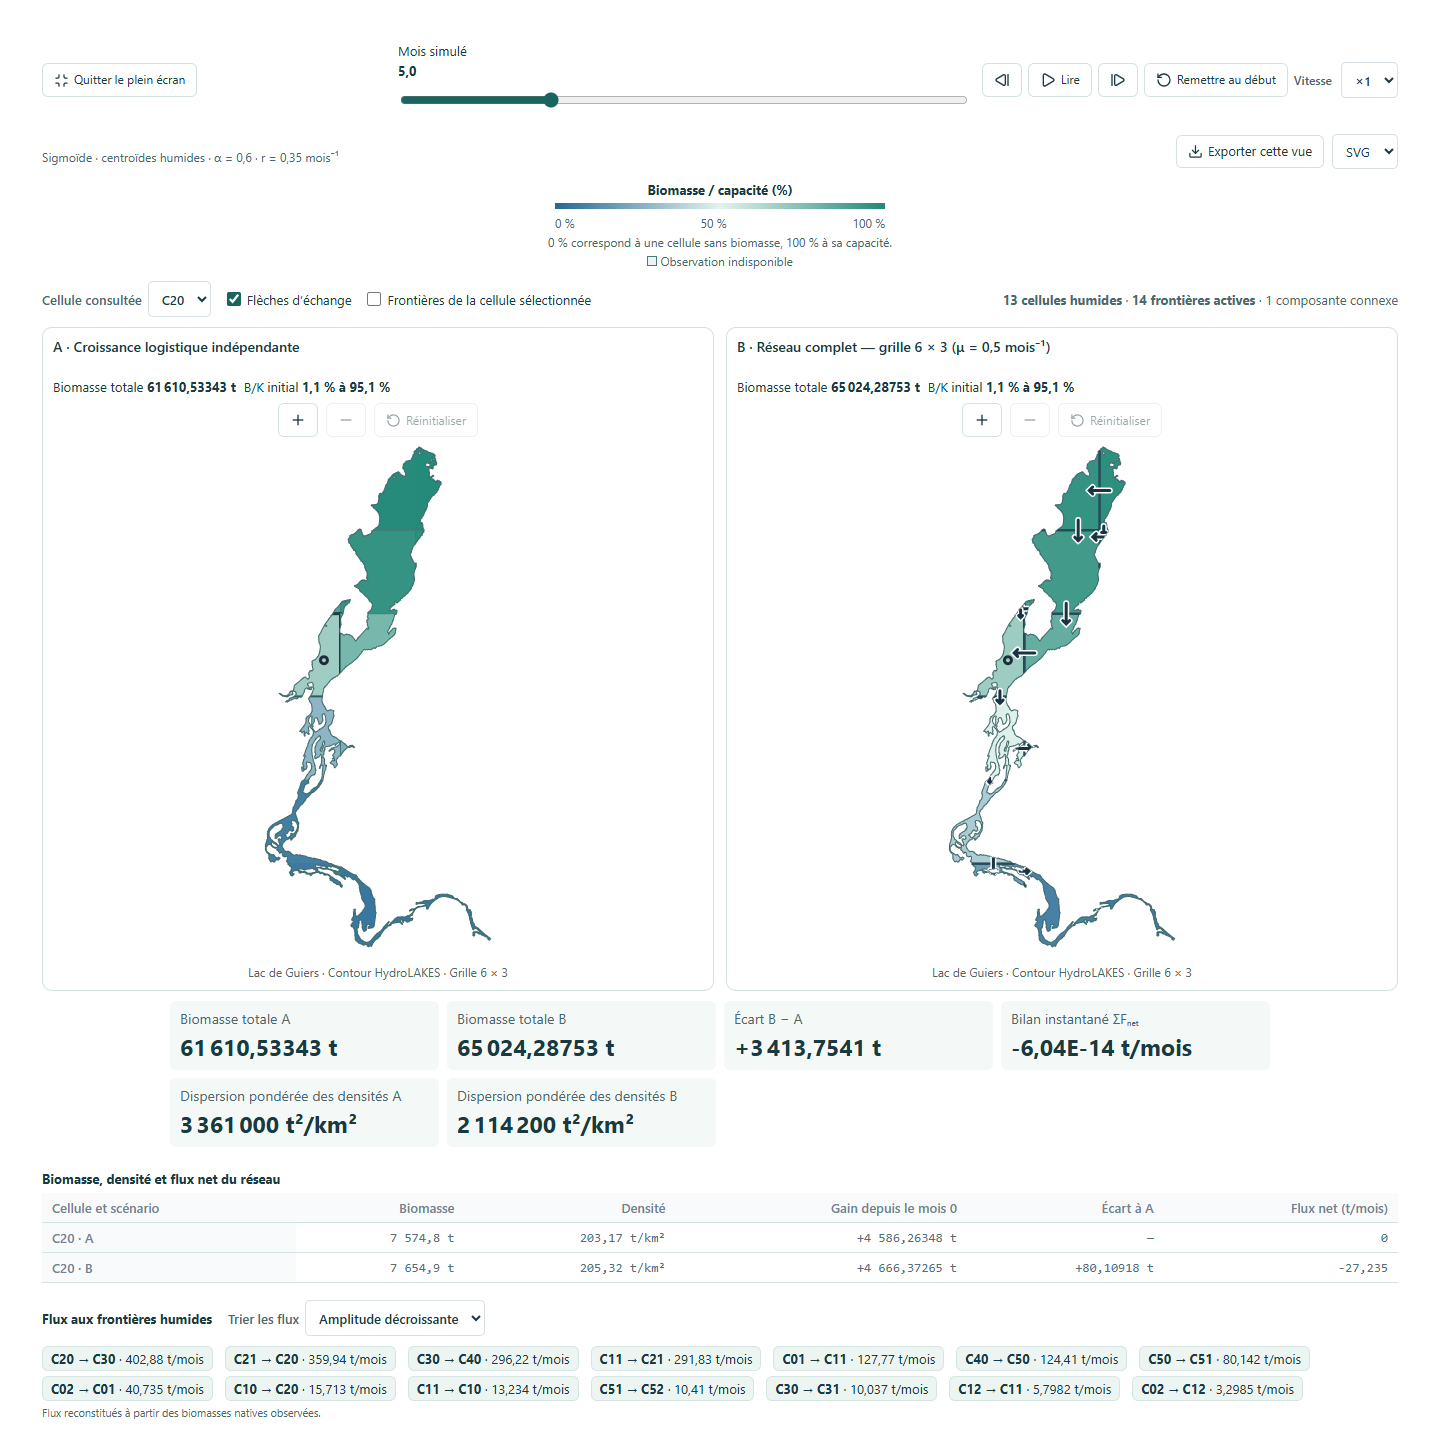 Mois simulé
5,0
Quitter le plein écran
Lire
Remettre au début
Vitesse
×1
Sigmoïde · centroïdes humides · α = 0,6 · r = 0,35 mois⁻¹
Exporter cette vue
SVG
Biomasse / capacité (%)
0 % 50 % 100 %
0 % correspond à une cellule sans biomasse, 100 % à sa capacité.
Observation indisponible
Cellule consultée C20 Flèches d’échange Frontières de la cellule sélectionnée
13 cellules humides · 14 frontières actives · 1 composante connexe
A · Croissance logistique indépendante
Biomasse totale 61 610,53343 t B/K initial 1,1 % à 95,1 %
+ − Réinitialiser
Lac de Guiers · Contour HydroLAKES · Grille 6 × 3
B · Réseau complet — grille 6 × 3 (μ = 0,5 mois⁻¹)
Biomasse totale 65 024,28753 t B/K initial 1,1 % à 95,1 %
+ − Réinitialiser
Lac de Guiers · Contour HydroLAKES · Grille 6 × 3
Biomasse totale A
61 610,53343 t
Biomasse totale B
65 024,28753 t
Écart B − A
+3 413,7541 t
Bilan instantané ΣFnet
-6,04E-14 t/mois
Dispersion pondérée des densités A
3 361 000 t²/km²
Dispersion pondérée des densités B
2 114 200 t²/km²
Biomasse, densité et flux net du réseau
Cellule et scénario Biomasse Densité Gain depuis le mois 0 Écart à A Flux net (t/mois)
C20 · A 7 574,8 t 203,17 t/km² +4 586,26348 t — 0
C20 · B 7 654,9 t 205,32 t/km² +4 666,37265 t +80,10918 t -27,235
Flux aux frontières humides Trier les flux Amplitude décroissante
C20 → C30 · 402,88 t/mois C21 → C20 · 359,94 t/mois C30 → C40 · 296,22 t/mois C11 → C21 · 291,83 t/mois C01 → C11 · 127,77 t/mois C40 → C50 · 124,41 t/mois C50 → C51 · 80,142 t/mois
C02 → C01 · 40,735 t/mois C10 → C20 · 15,713 t/mois C11 → C10 · 13,234 t/mois C51 → C52 · 10,41 t/mois C30 → C31 · 10,037 t/mois C12 → C11 · 5,7982 t/mois C02 → C12 · 3,2985 t/mois
Flux reconstitués à partir des biomasses natives observées.